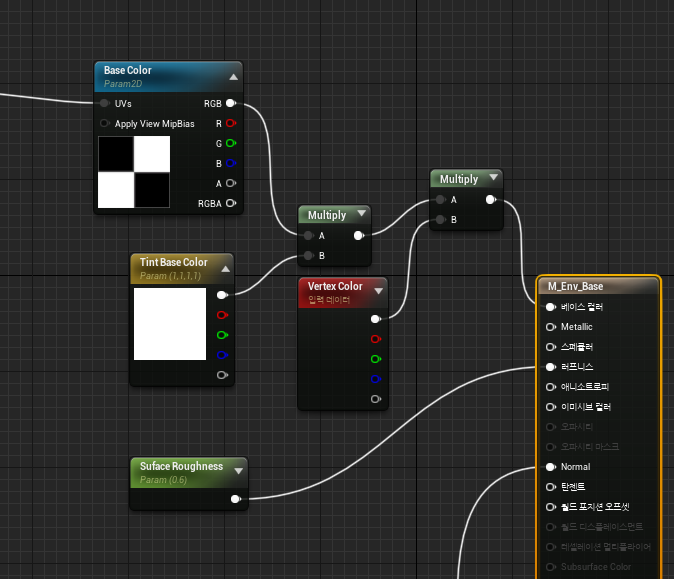 Base Color
Param2D
UVs
RGB
Apply View MipBias
R
G
B
A
RGBA
Multiply
A
B
Multiply
A
B
Tint Base Color
Param (1,1,1,1)
Vertex Color
입력 데이터
Suface Roughness
Param (0.6)
M_Env_Base
베이스 컬러
Metallic
스페큘러
러프니스
애니소트로피
이미시브 컬러
오파시티
오파시티 마스크
Normal
탄젠트
월드 포지션 오프셋
월드 디스플레이스먼트
테셀레이션 멀티플라이어
Subsurface Color